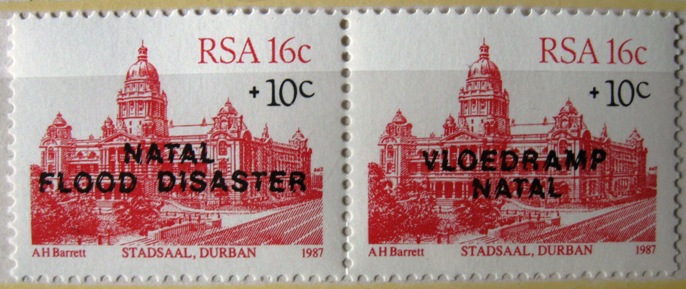 RSA 16c
+10c
NATAL
FLOOD DISASTER
A H Barrett STADSAAL, DURBAN 1987
RSA 16c
+10c
VLOEDRAMP
NATAL
A H Barrett STADSAAL, DURBAN 1987